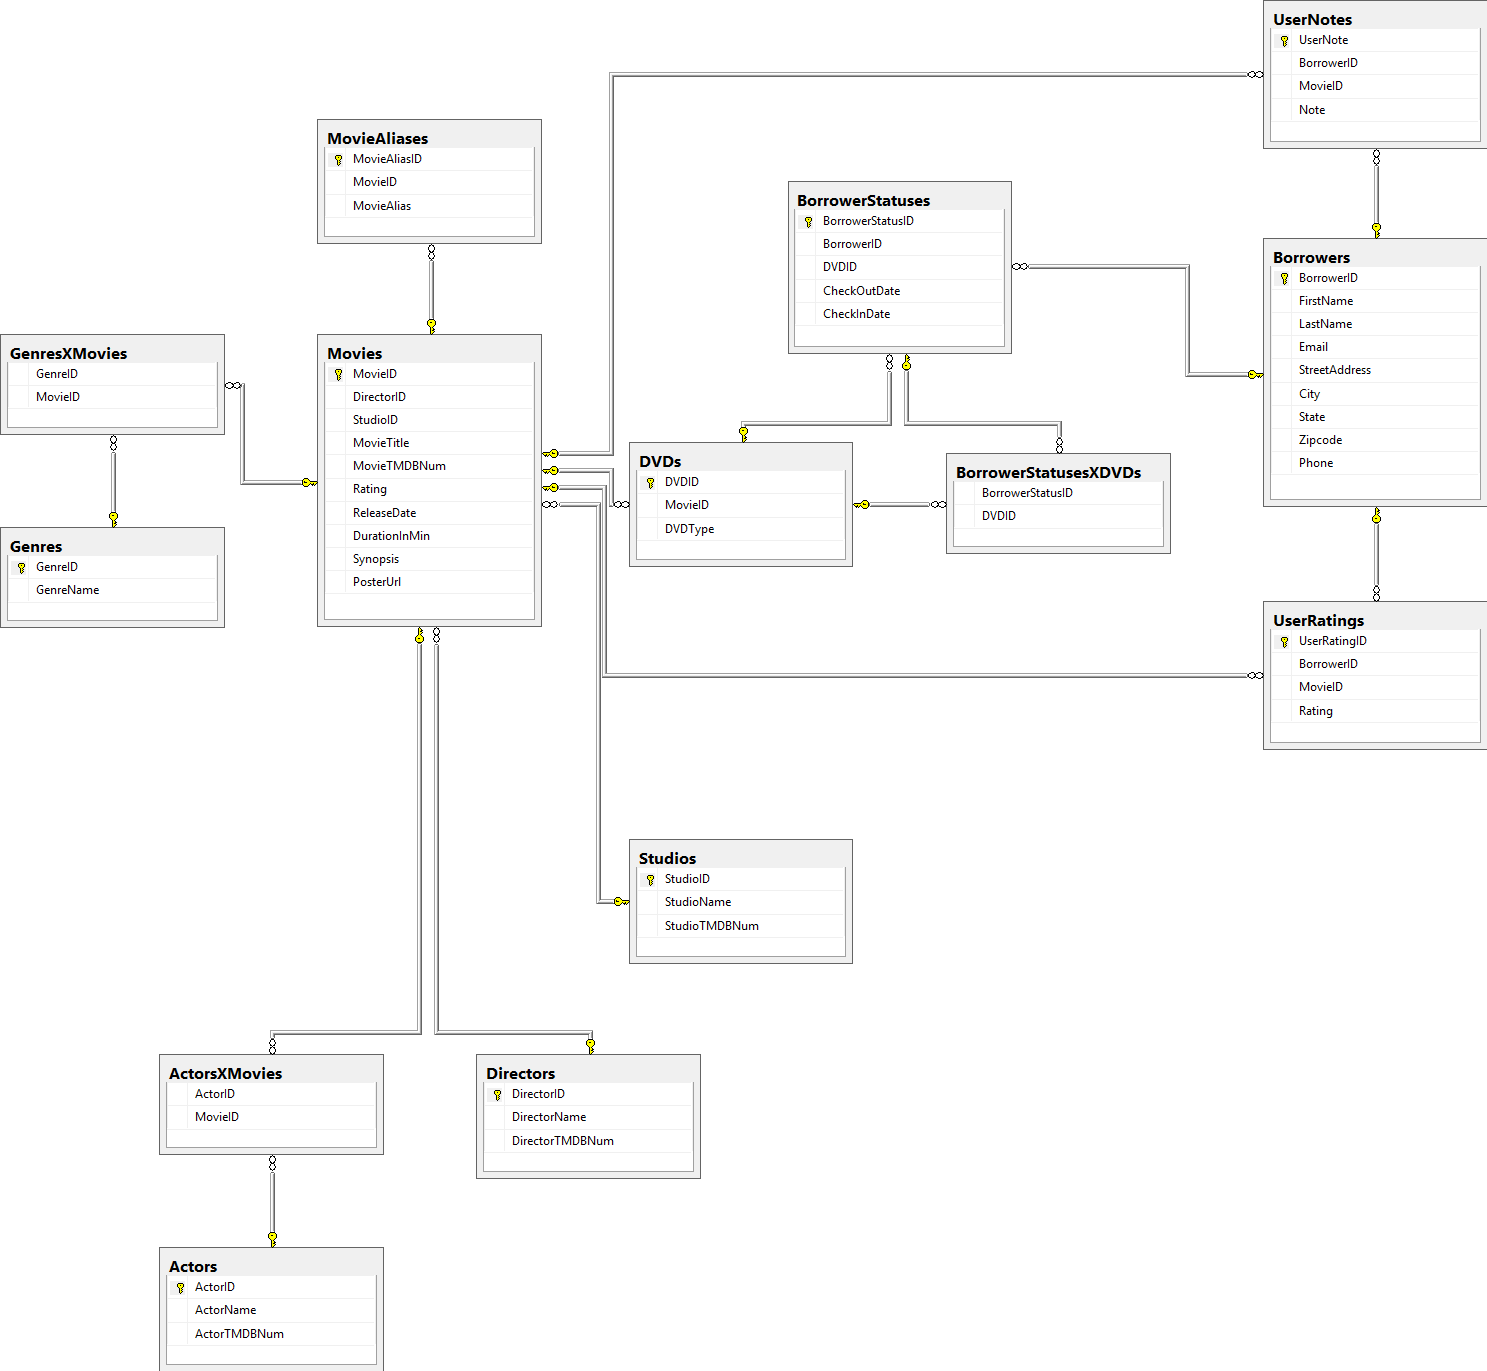 UserNotes
UserNote
BorrowerID
MovieID
Note
MovieAliases
MovieAliasID
MovieID
MovieAlias
BorrowerStatuses
BorrowerStatusID
BorrowerID
DVDID
CheckOutDate
CheckInDate
Borrowers
BorrowerID
FirstName
LastName
Email
StreetAddress
City
State
Zipcode
Phone
GenresXMovies
GenreID
MovieID
Movies
MovieID
DirectorID
StudioID
MovieTitle
MovieTMDBNum
Rating
ReleaseDate
DurationInMin
Synopsis
PosterUrl
DVDs
DVDID
MovieID
DVDType
BorrowerStatusesXDVDs
BorrowerStatusID
DVDID
Genres
GenreID
GenreName
UserRatings
UserRatingID
BorrowerID
MovieID
Rating
Studios
StudioID
StudioName
StudioTMDBNum
ActorsXMovies
ActorID
MovieID
Directors
DirectorID
DirectorName
DirectorTMDBNum
Actors
ActorID
ActorName
ActorTMDBNum